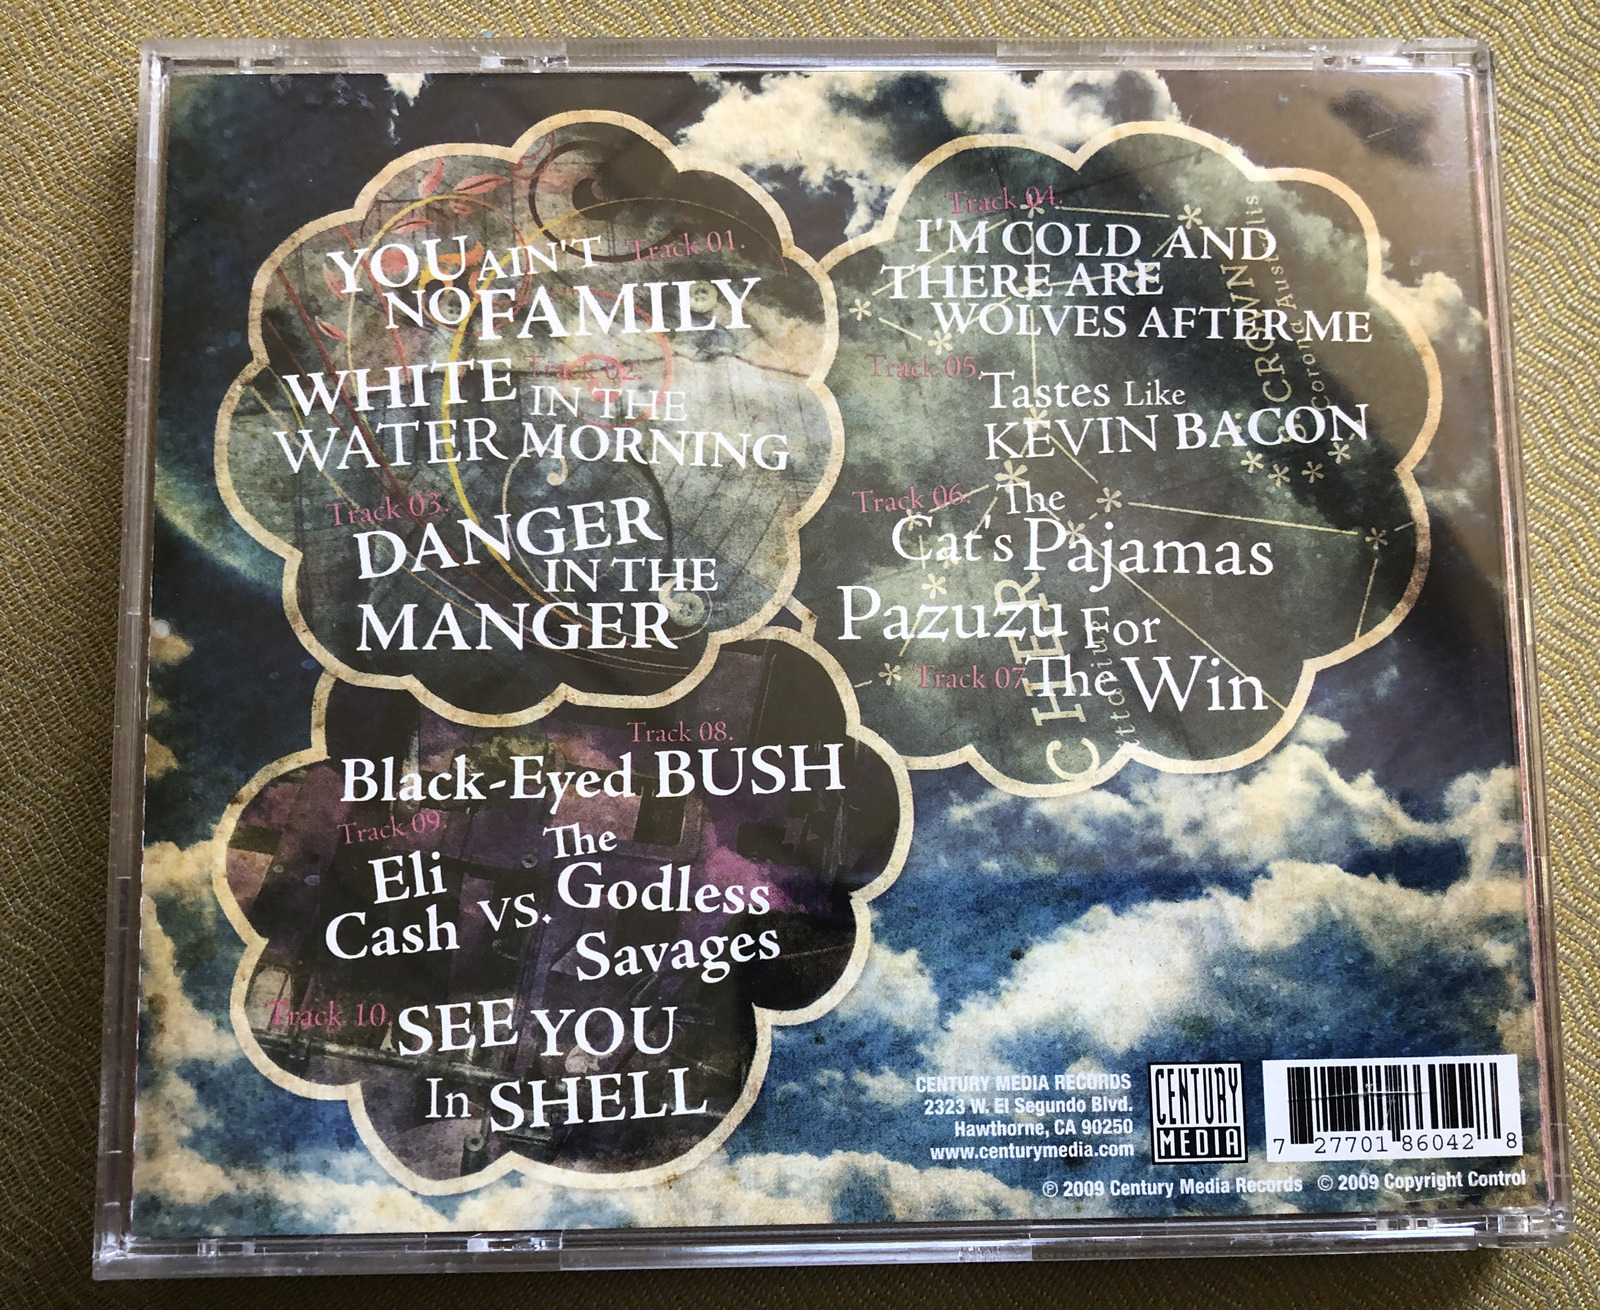 Track 01.
YOU AIN'T
NO FAMILY
Track 02.
WHITE IN THE
WATER MORNING
Track 03.
DANGER
IN THE
MANGER
Track 04.
I'M COLD AND
THERE ARE
WOLVES AFTER ME
Track 05.
Tastes Like
KEVIN BACON
Track 06.
The
Cat's Pajamas
Pazuzu For
Track 07
The Win
CROWN
Corona
CHER
Track 08.
Black-Eyed BUSH
Track 09.
Eli
Cash
vs.
The
Godless
Savages
Track 10.
SEE YOU
In SHELL
CENTURY MEDIA RECORDS
2323 W. El Segundo Blvd.
Hawthorne, CA 90250
www.centurymedia.com
CENTURY
MEDIA
7 27701 86042 8
℗ 2009 Century Media Records © 2009 Copyright Control